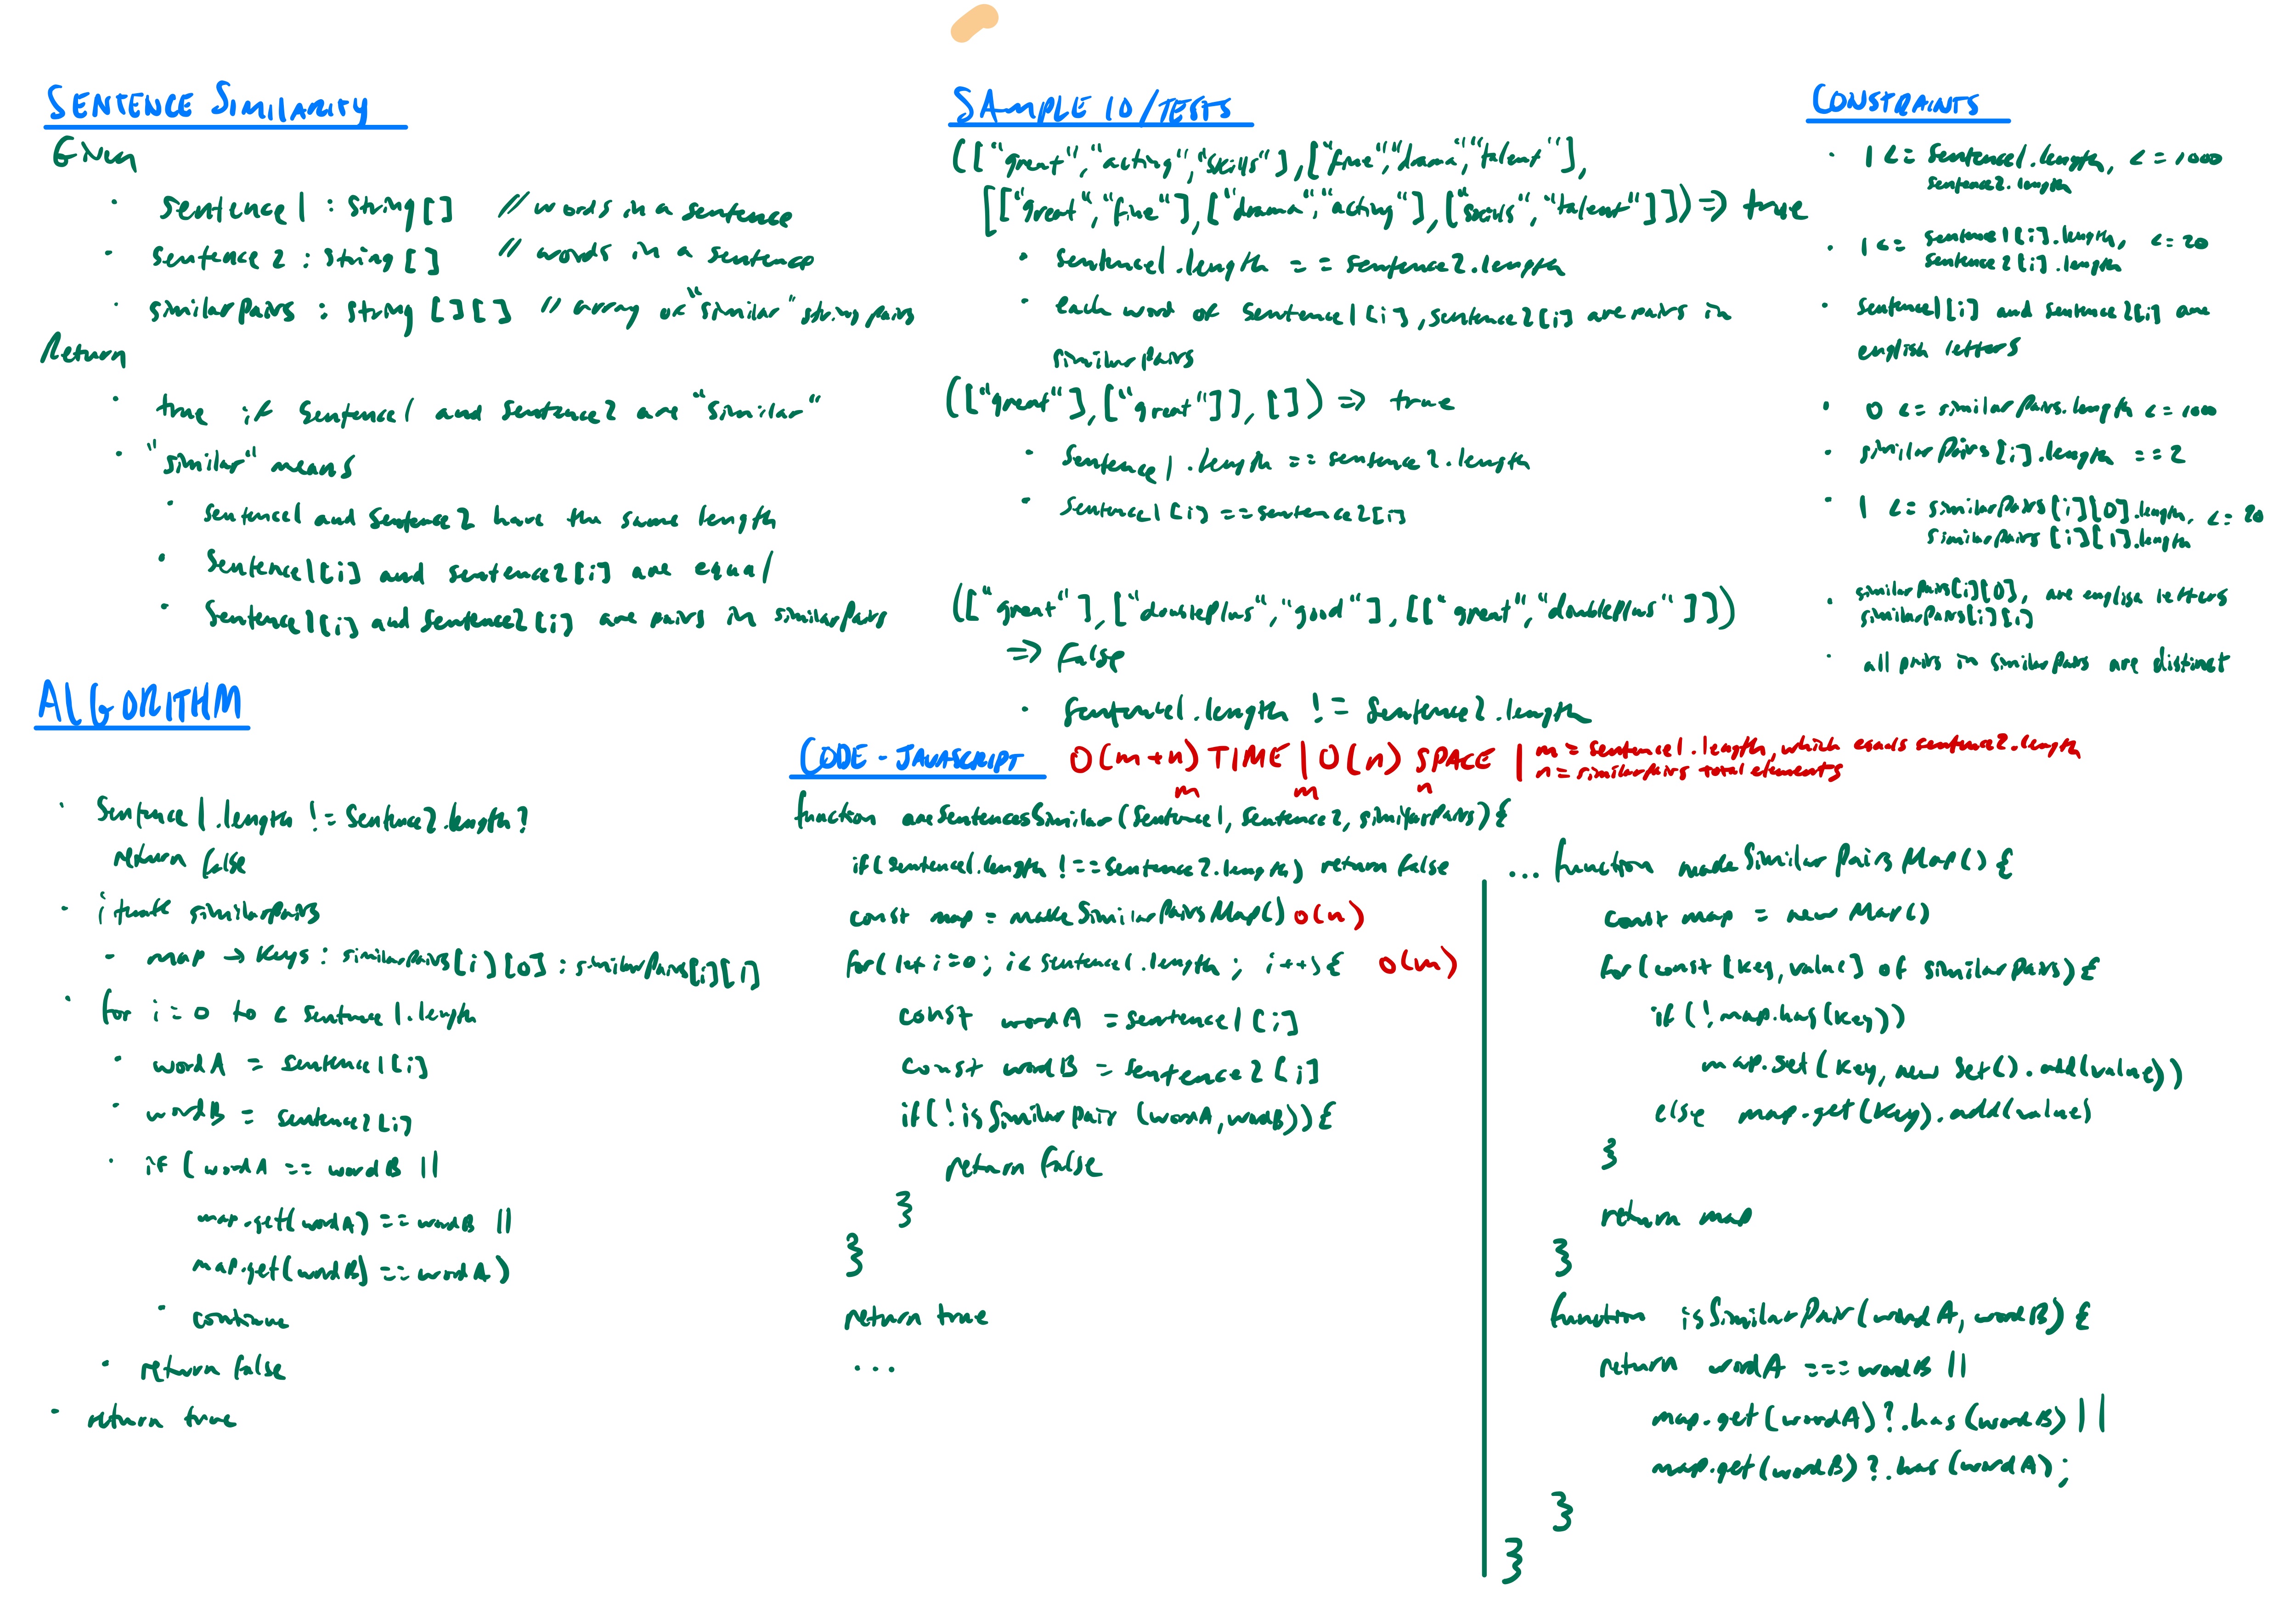 SENTENCE SIMILARITY
Given
· sentence1 : string[] // words in a sentence
· sentence2 : string[] // words in a sentence
· similarPairs : string[][] // array of "similar" string pairs
Return
· true if sentence1 and sentence2 are "similar"
· "similar" means
· sentence1 and sentence2 have the same length
· sentence1[i] and sentence2[i] are equal
· sentence1[i] and sentence2[i] are pairs in similarPairs
SAMPLE IO/TESTS
(["great","acting","skills"],["fine","drama","talent"],
[["great","fine"],["drama","acting"],["skills","talent"]]) => true
· sentence1.length == sentence2.length
· each word of sentence1[i], sentence2[i] are pairs in
similarPairs
(["great"],["great"]], []) => true
· sentence1.length == sentence2.length
· sentence1[i] == sentence2[i]
(["great"], ["doublePlus","good"], [["great","doublePlus"]])
=> false
· sentence1.length != sentence2.length
CONSTRAINTS
· 1 <= sentence1.length, <= 1000
sentence2.length
· 1 <= sentence1[i].length, <= 20
sentence2[i].length
· sentence1[i] and sentence2[i] are
english letters
· 0 <= similarPairs.length <= 1000
· similarPairs[i].length == 2
· 1 <= similarPairs[i][0].length, <= 20
similarPairs[i][1].length
· similarPairs[i][0], are english letters
similarPairs[i][1]
· all pairs in similarPairs are distinct
ALGORITHM
· sentence1.length != sentence2.length?
return false
· iterate similarPairs
- map → keys : similarPairs[i][0] : similarPairs[i][1]
· for i = 0 to < sentence1.length
· wordA = sentence1[i]
· wordB = sentence2[i]
· if (wordA == wordB ||
map.get(wordA) == wordB ||
map.get(wordB) == wordA)
· continue
· return false
· return true
CODE - JAVASCRIPT O(m+n) TIME | O(n) SPACE | m = sentence1.length, which equals sentence2.length
n = similarPairs total elements
m m n
function areSentencesSimilar(sentence1, sentence2, similarPairs){
if(sentence1.length !== sentence2.length) return false
const map = makeSimilarPairsMap() O(n)
for(let i=0; i< sentence1.length; i++){ O(m)
const wordA = sentence1[i]
const wordB = sentence2[i]
if(!isSimilarPair (wordA, wordB)){
return false
}
}
return true
...
... function makeSimilarPairsMap(){
const map = new Map()
for(const [key, value] of similarPairs){
if(!map.has(key))
map.set(key, new Set().add(value))
else map.get(key).add(value)
}
return map
}
function isSimilarPair(wordA, wordB){
return wordA === wordB ||
map.get(wordA)?.has(wordB) ||
map.get(wordB)?.has(wordA);
}
}